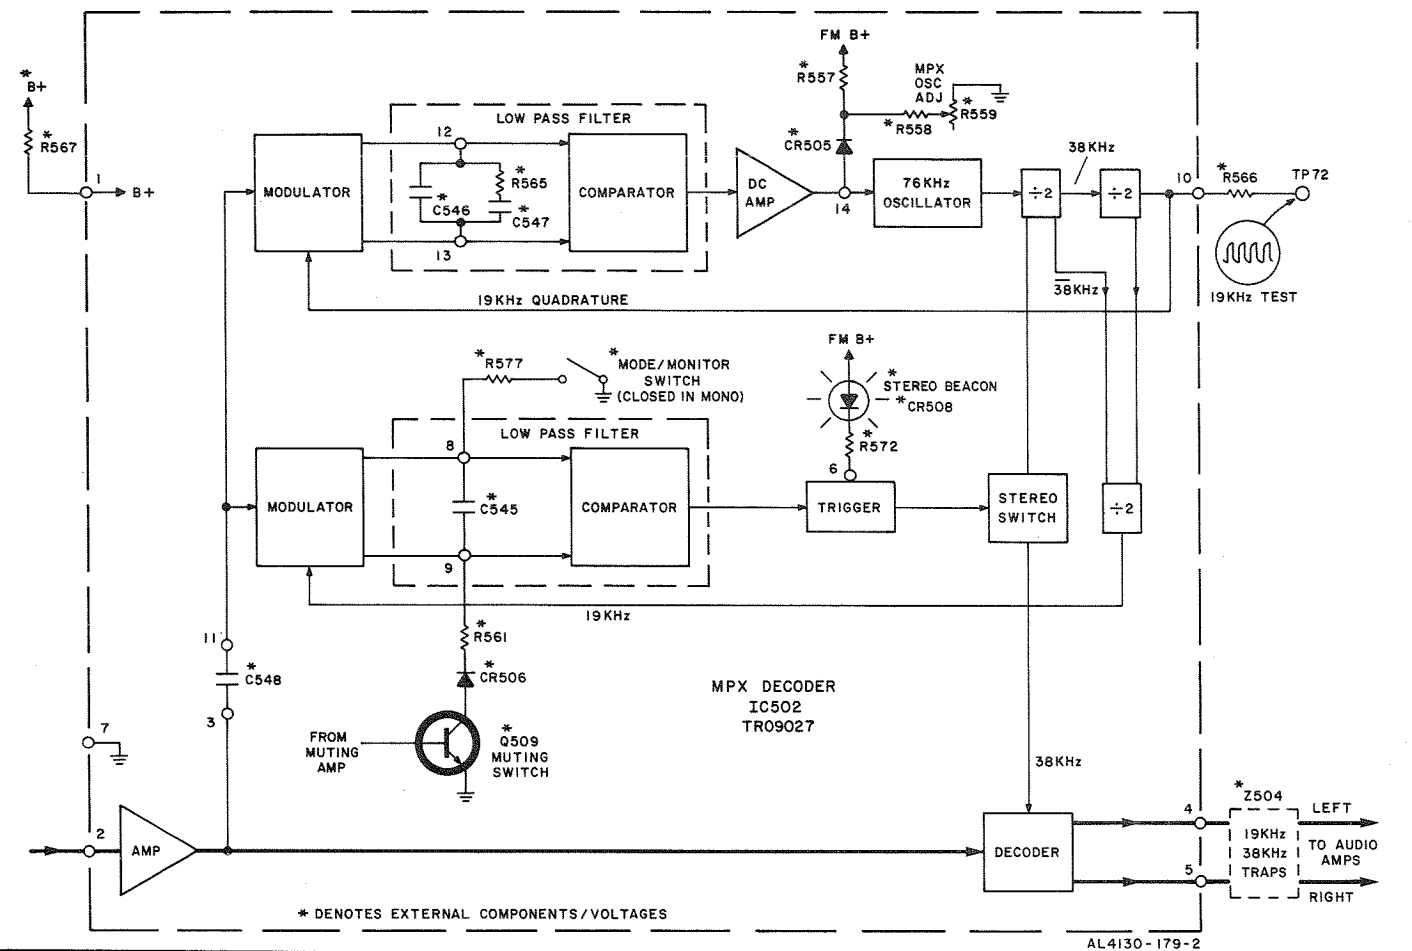 FM B+
*
R557
MPX
OSC
ADJ
*
R559
*
R558
*
B+
*
R567
1
B+
LOW PASS FILTER
12
MODULATOR
*
R565
*
C546
*
C547
13
COMPARATOR
DC
AMP
*
CR505
14
76KHz
OSCILLATOR
÷2
38KHz
÷2
10
*
R566
TP72
19KHz TEST
38KHz
19KHz QUADRATURE
*
R577
*
MODE/MONITOR
SWITCH
(CLOSED IN MONO)
FM B+
*
STEREO BEACON
*
CR508
*
R572
6
LOW PASS FILTER
8
MODULATOR
*
C545
9
COMPARATOR
TRIGGER
STEREO
SWITCH
÷2
19KHz
*
R561
*
CR506
11
*
C548
3
7
FROM
MUTING
AMP
*
Q509
MUTING
SWITCH
MPX DECODER
IC502
TR09027
38KHz
2
AMP
DECODER
4
5
*
Z504
19KHz
38KHz
TRAPS
LEFT
TO AUDIO
AMPS
RIGHT
* DENOTES EXTERNAL COMPONENTS/VOLTAGES
AL4130-179-2